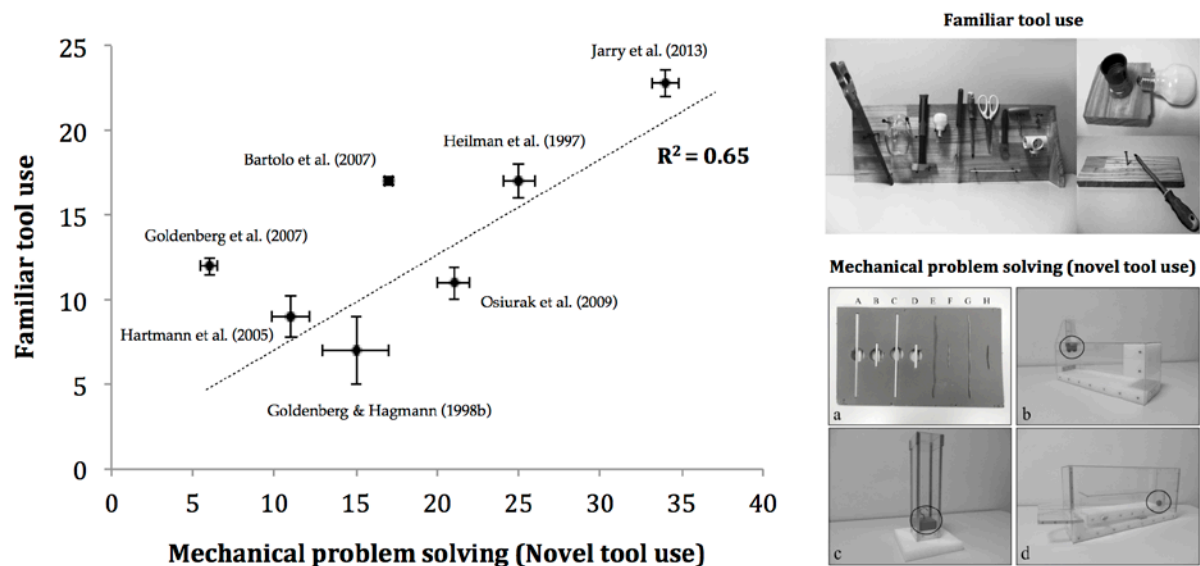 25
20
15
10
5
0
Familiar tool use
Jarry et al. (2013)
Heilman et al. (1997)
Bartolo et al. (2007)
R² = 0.65
Goldenberg et al. (2007)
Osiurak et al. (2009)
Hartmann et al. (2005)
Goldenberg & Hagmann (1998b)
0 5 10 15 20 25 30 35 40
Mechanical problem solving (Novel tool use)
Familiar tool use
Mechanical problem solving (novel tool use)
A B C D E F G H
a
b
c
d